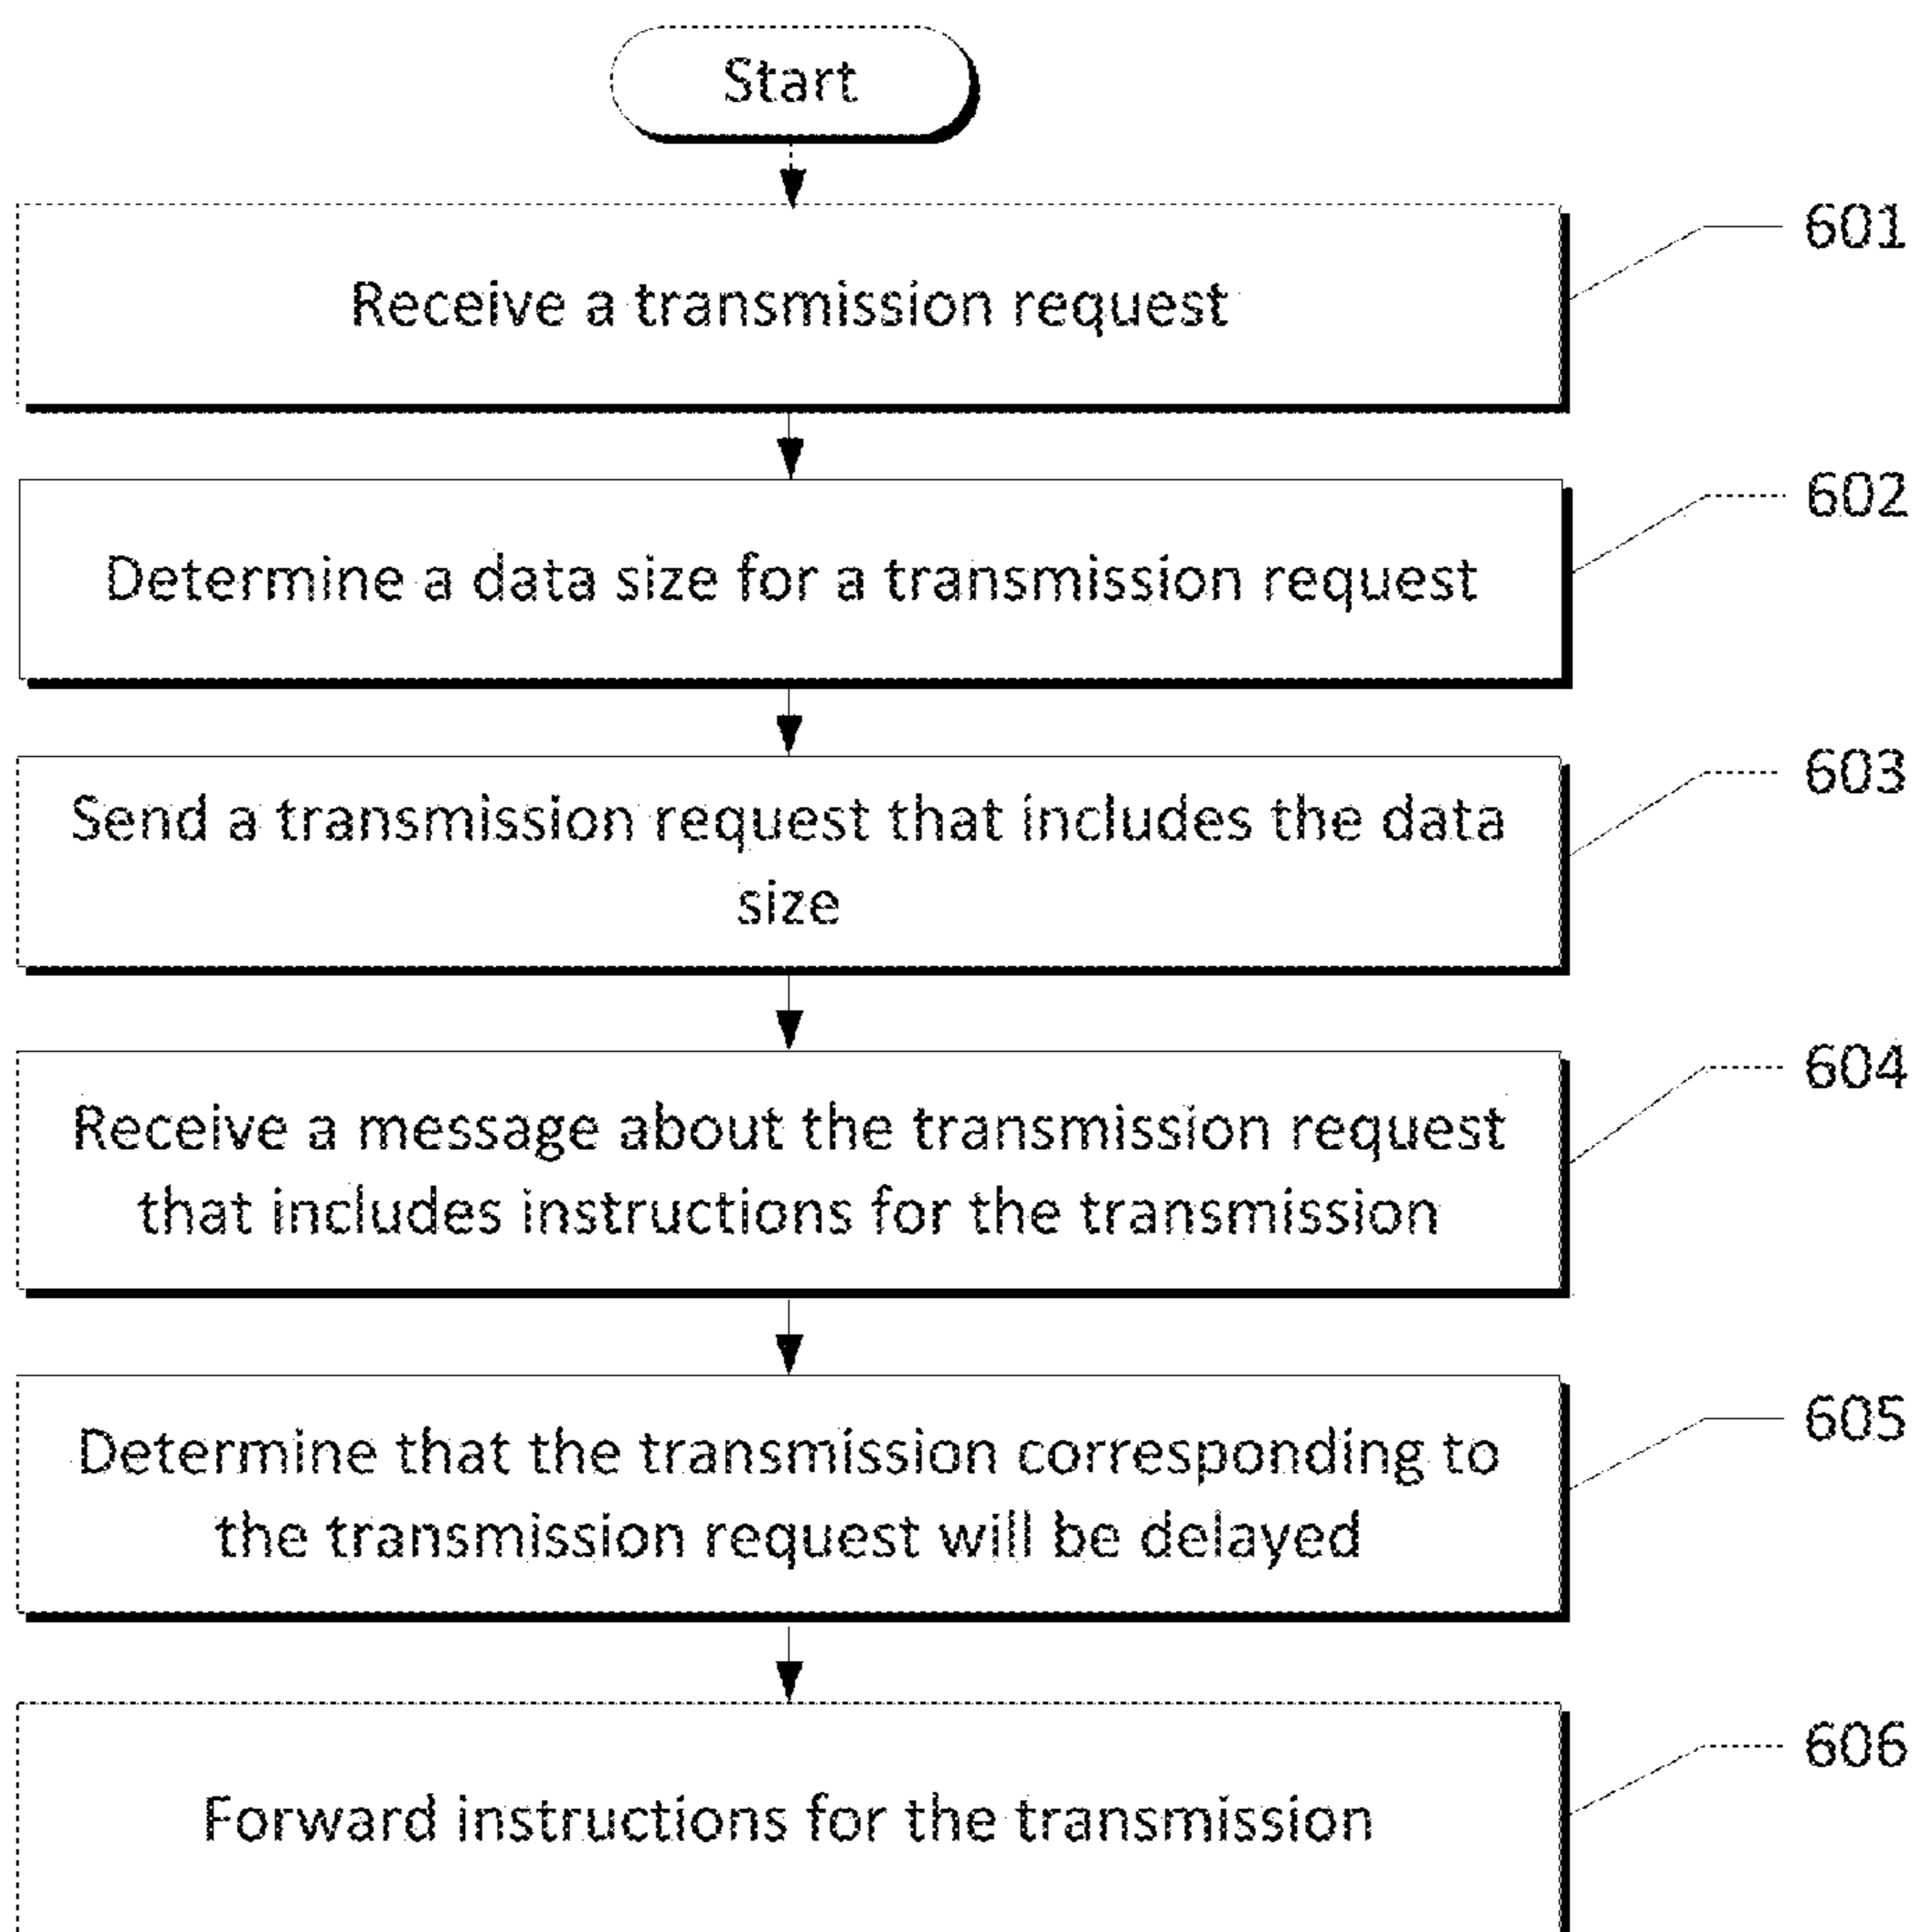 Start
601
Receive a transmission request
602
Determine a data size for a transmission request
603
Send a transmission request that includes the data
size
604
Receive a message about the transmission request
that includes instructions for the transmission
605
Determine that the transmission corresponding to
the transmission request will be delayed
606
Forward instructions for the transmission